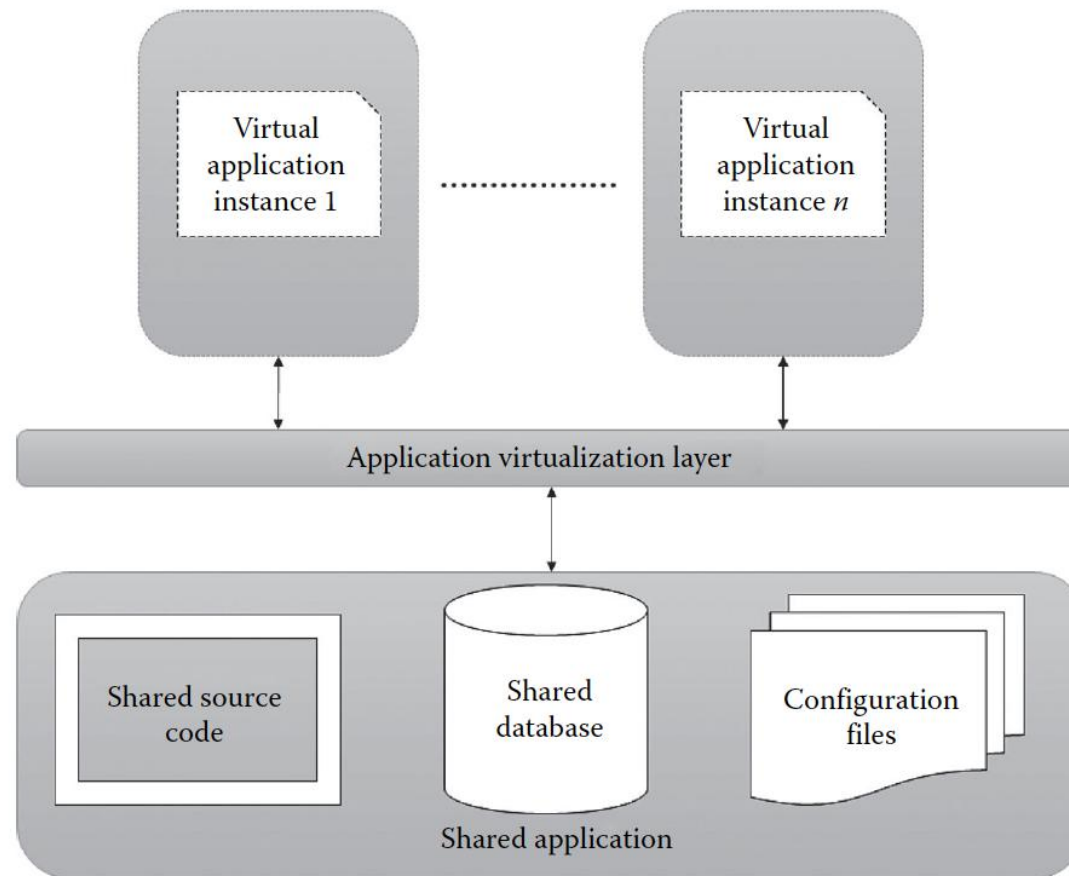 Virtual
application
instance 1
Virtual
application
instance n
Application virtualization layer
Shared source
code
Shared
database
Configuration
files
Shared application